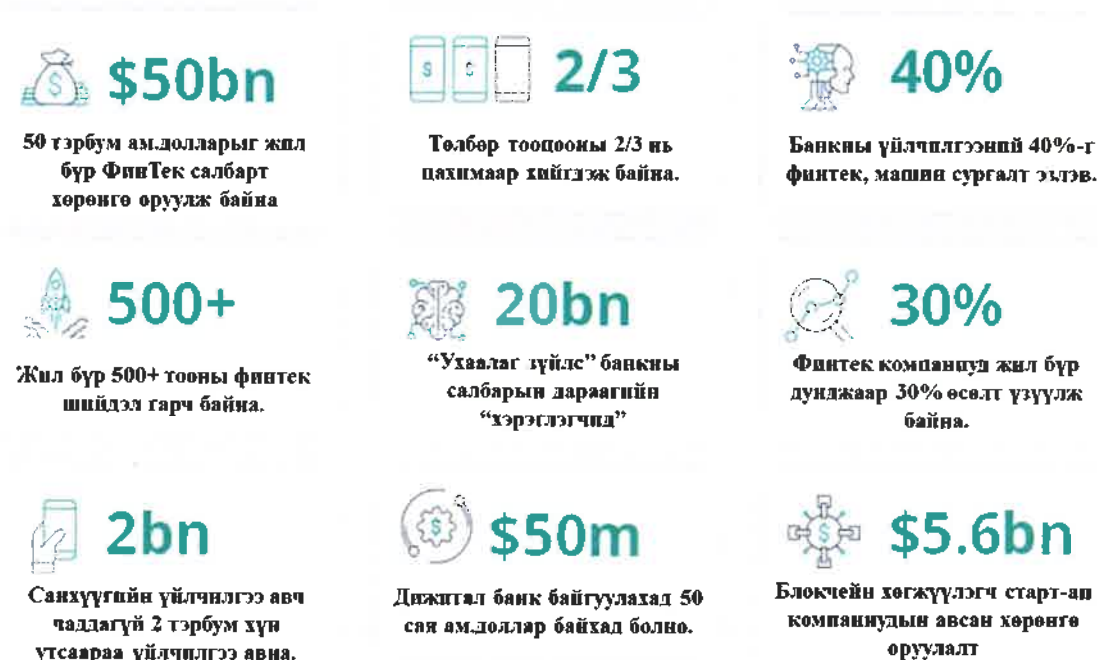 $50bn
50 тэрбум ам.долларыг жил
бүр ФинТек салбарт
хөрөнгө оруулж байна
2/3
Төлбөр тооцооны 2/3 нь
цахимаар хийгдэж байна.
40%
Банкны үйлчилгээний 40%-г
финтек, машин сургалт эзлэв.
500+
Жил бүр 500+ тооны финтек
шийдэл гарч байна.
20bn
“Ухаалаг зүйлс” банкны
салбарын дараагийн
“хэрэглэгчид”
30%
Финтек компаниуд жил бүр
дунджаар 30% өсөлт үзүүлж
байна.
2bn
Санхүүгийн үйлчилгээ авч
чаддагүй 2 тэрбум хүн
утсаараа үйлчилгээ авна.
$50m
Дижитал банк байгуулахад 50
сая ам.доллар байхад болно.
$5.6bn
Блокчейн хөгжүүлэгч старт-ап
компаниудын авсан хөрөнгө
оруулалт